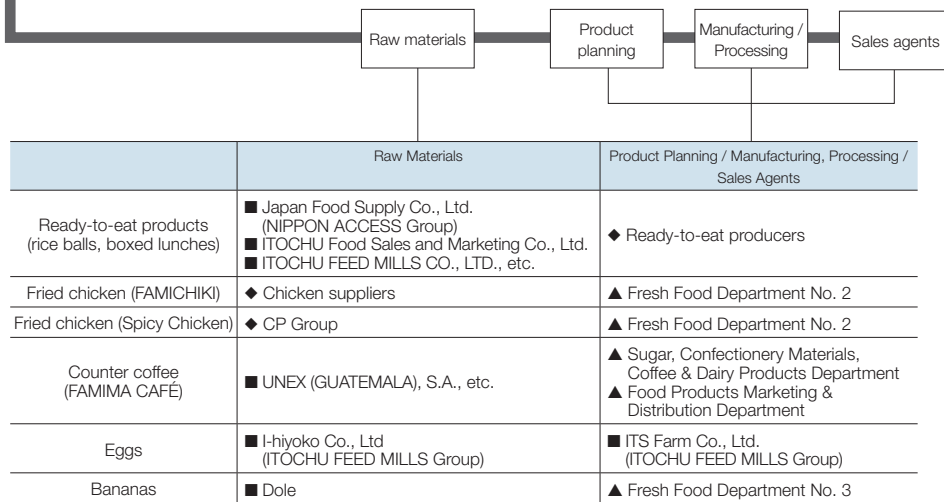 Raw materials
Product
planning
Manufacturing /
Processing
Sales agents
Raw Materials
Product Planning / Manufacturing, Processing /
Sales Agents
Ready-to-eat products
(rice balls, boxed lunches)
■ Japan Food Supply Co., Ltd.
(NIPPON ACCESS Group)
■ ITOCHU Food Sales and Marketing Co., Ltd.
■ ITOCHU FEED MILLS CO., LTD., etc.
◆ Ready-to-eat producers
Fried chicken (FAMICHIKI)
◆ Chicken suppliers
▲ Fresh Food Department No. 2
Fried chicken (Spicy Chicken)
◆ CP Group
▲ Fresh Food Department No. 2
Counter coffee
(FAMIMA CAFÉ)
■ UNEX (GUATEMALA), S.A., etc.
▲ Sugar, Confectionery Materials,
Coffee & Dairy Products Department
▲ Food Products Marketing &
Distribution Department
Eggs
■ I-hiyoko Co., Ltd
(ITOCHU FEED MILLS Group)
■ ITS Farm Co., Ltd.
(ITOCHU FEED MILLS Group)
Bananas
■ Dole
▲ Fresh Food Department No. 3